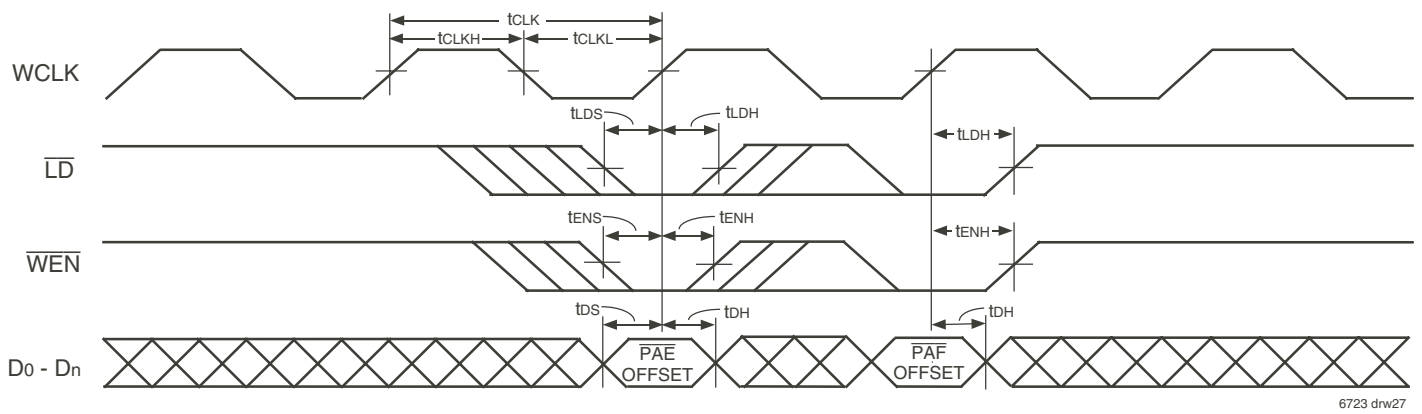 tCLK
tCLKH
tCLKL
WCLK
tLDS
tLDH
tLDH
LD
tENS
tENH
tENH
WEN
tDS
tDH
tDH
D0 - Dn
PAE
OFFSET
PAF
OFFSET
6723 drw27